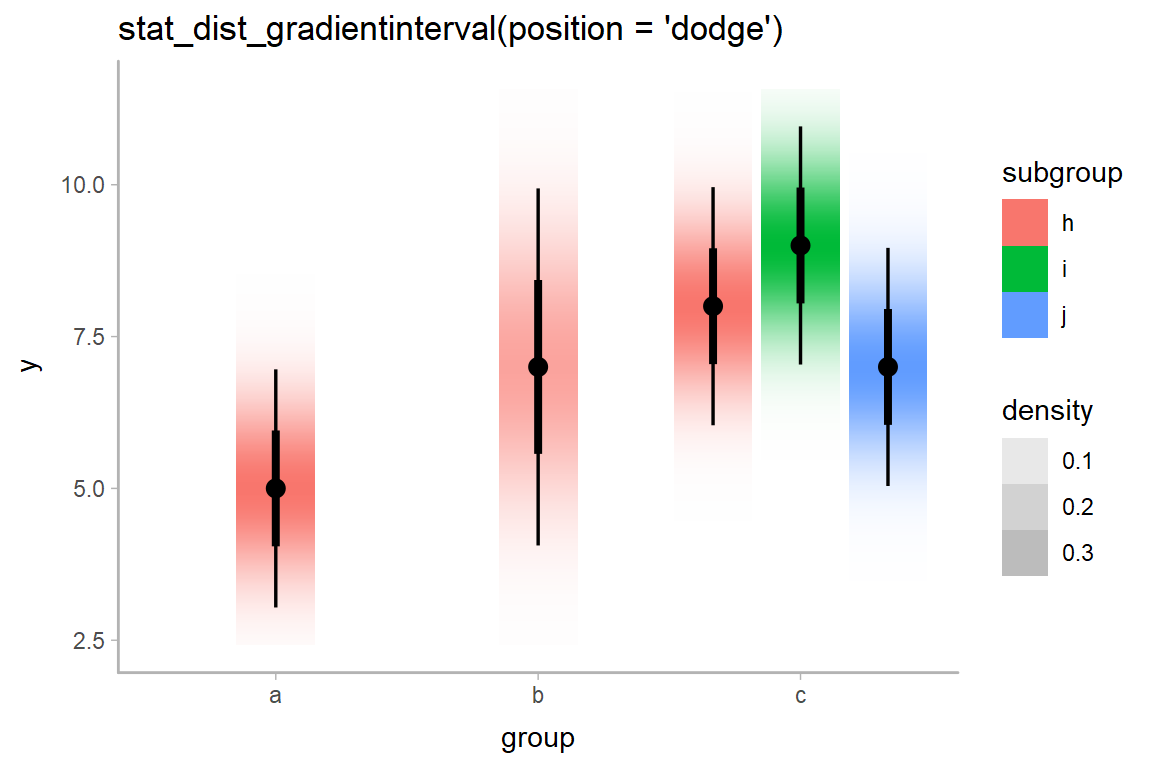 stat_dist_gradientinterval(position = 'dodge')
10.0
7.5
5.0
2.5
y
a
b
c
group
subgroup
h
i
j
density
0.1
0.2
0.3